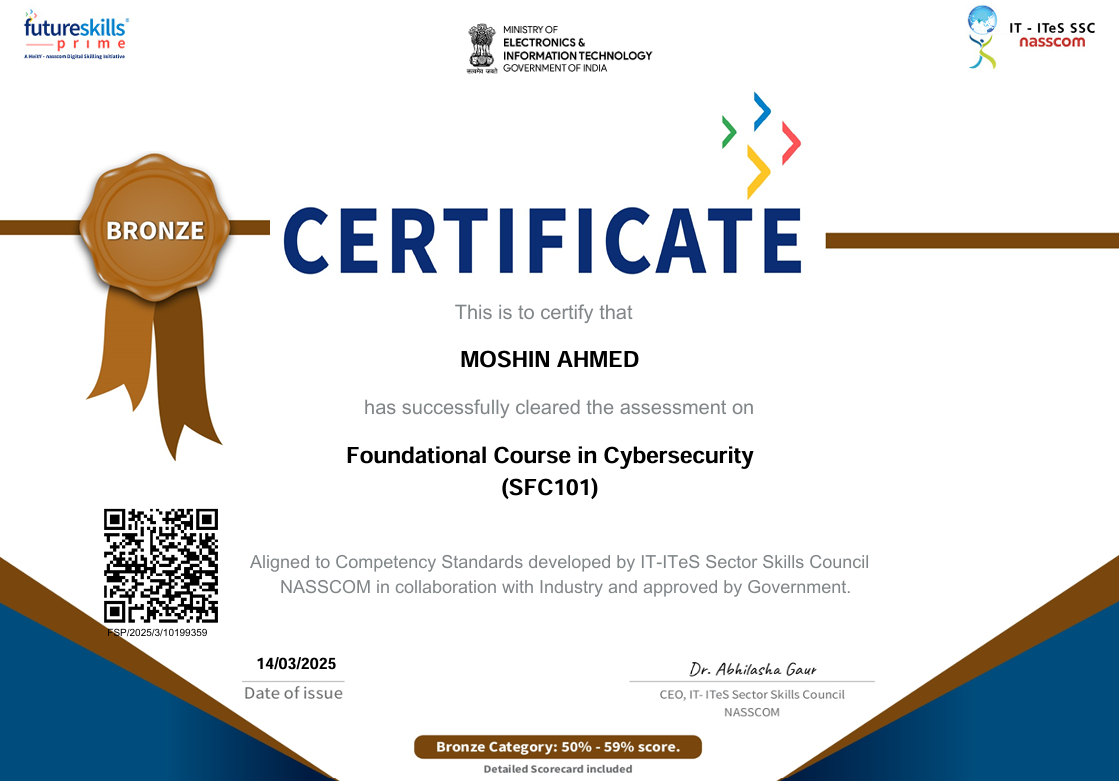 futureskills
prime
A MeitY - nasscom Digital Skilling Initiative
सत्यमेव जयते
MINISTRY OF
ELECTRONICS &
INFORMATION TECHNOLOGY
GOVERNMENT OF INDIA
IT - ITeS SSC
nasscom
BRONZE
CERTIFICATE
This is to certify that
MOSHIN AHMED
has successfully cleared the assessment on
Foundational Course in Cybersecurity
(SFC101)
Aligned to Competency Standards developed by IT-ITeS Sector Skills Council
NASSCOM in collaboration with Industry and approved by Government.
FSP/2025/3/10199359
14/03/2025
Date of issue
Dr. Abhilasha Gaur
CEO, IT- ITeS Sector Skills Council
NASSCOM
Bronze Category: 50% - 59% score.
Detailed Scorecard included